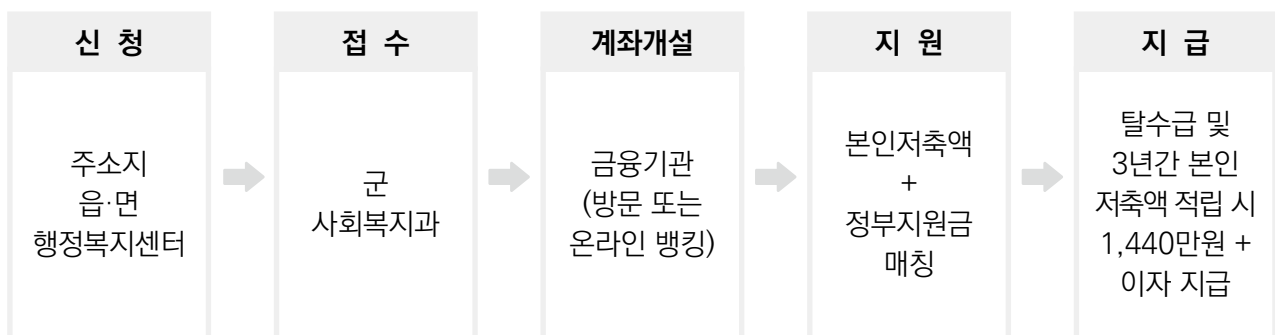 신 청
주소지
읍·면
행정복지센터
접 수
군
사회복지과
계좌개설
금융기관
(방문 또는
온라인 뱅킹)
지 원
본인저축액
+
정부지원금
매칭
지 급
탈수급 및
3년간 본인
저축액 적립 시
1,440만원 +
이자 지급